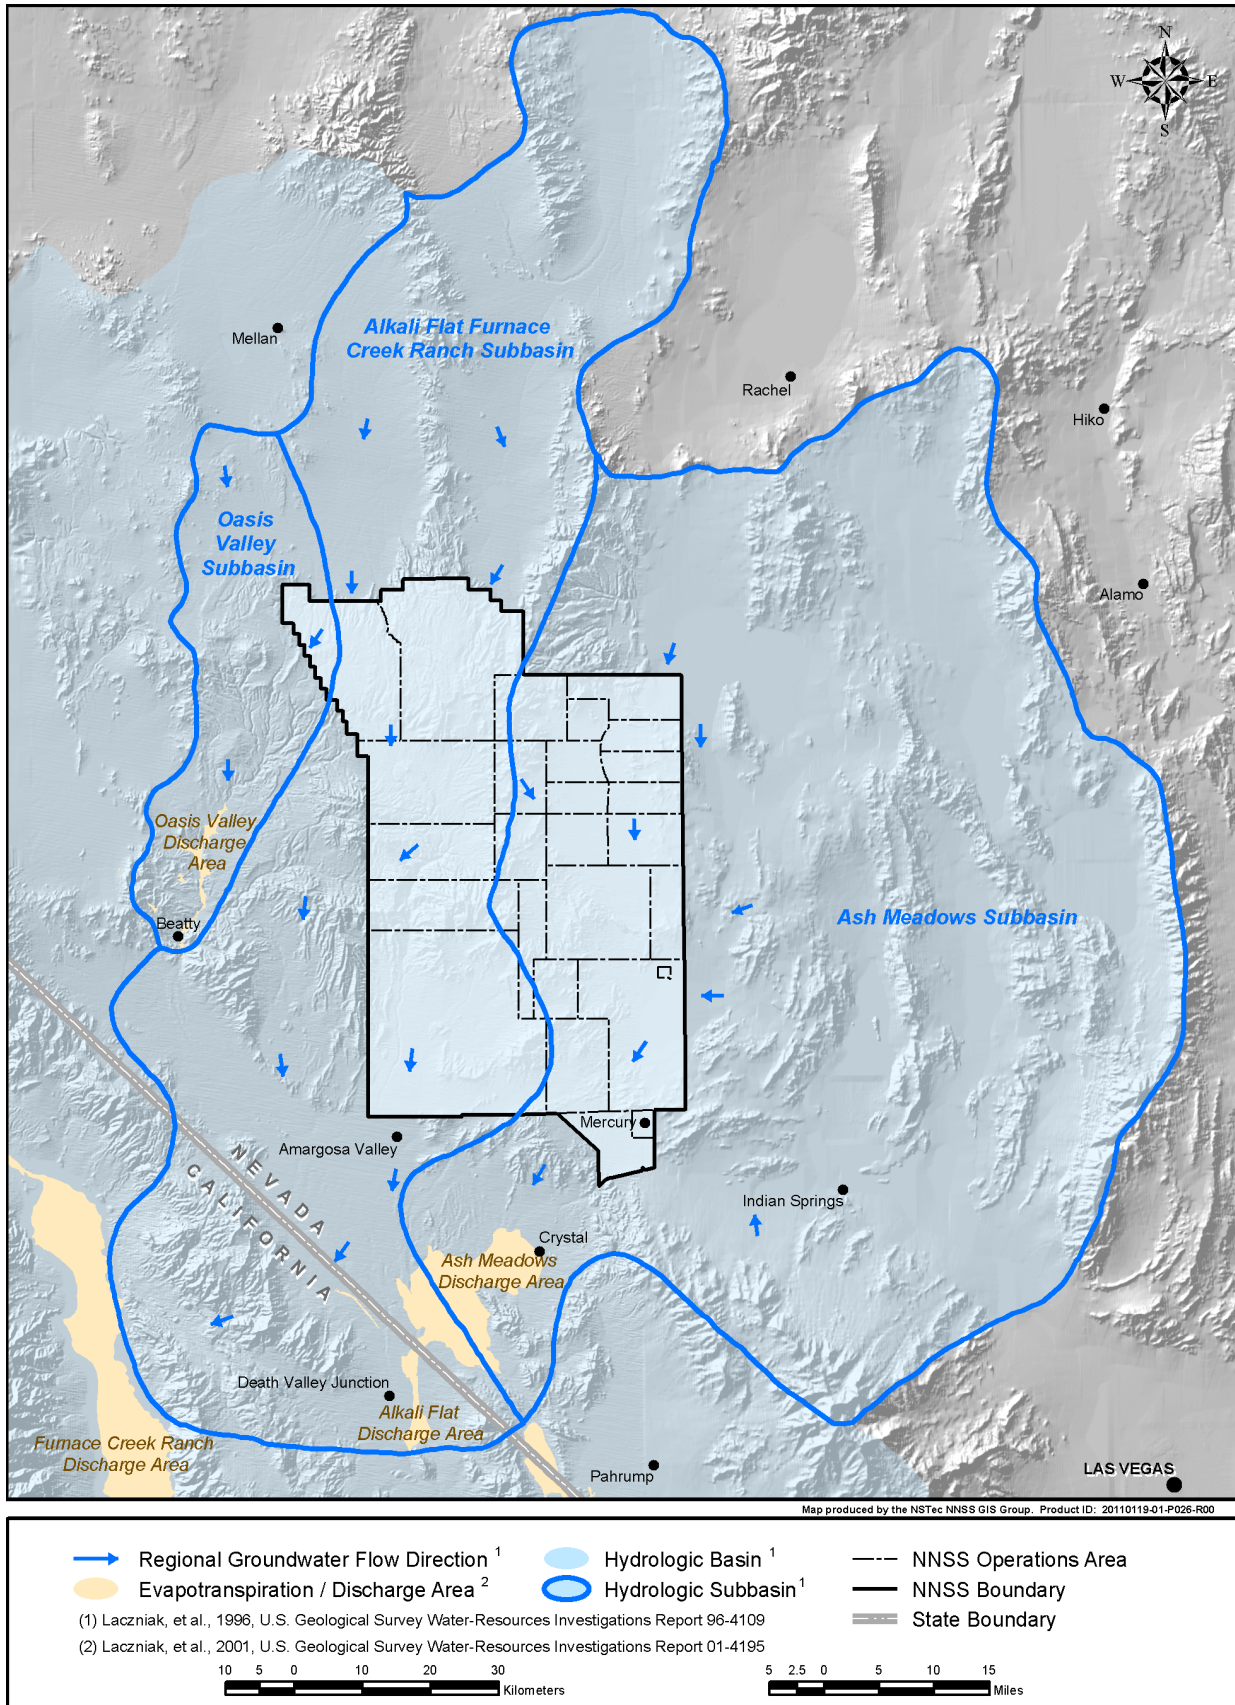 N
W E
S
Mellan
Alkali Flat Furnace
Creek Ranch Subbasin
Rachel
Hiko
Oasis
Valley
Subbasin
Alamo
Oasis Valley
Discharge
Area
Beatty
Ash Meadows Subbasin
Mercury
Amargosa Valley
NEVADA
CALIFORNIA
Indian Springs
Crystal
Ash Meadows
Discharge Area
Death Valley Junction
Alkali Flat
Discharge Area
Furnace Creek Ranch
Discharge Area
Pahrump
LAS VEGAS
Map produced by the NSTec NNSS GIS Group. Product ID: 20110119-01-P026-R00
Regional Groundwater Flow Direction 1
Hydrologic Basin 1
NNSS Operations Area
Evapotranspiration / Discharge Area 2
Hydrologic Subbasin 1
NNSS Boundary
State Boundary
(1) Laczniak, et al., 1996, U.S. Geological Survey Water-Resources Investigations Report 96-4109
(2) Laczniak, et al., 2001, U.S. Geological Survey Water-Resources Investigations Report 01-4195
10 5 0 10 20 30
Kilometers
5 2.5 0 5 10 15
Miles